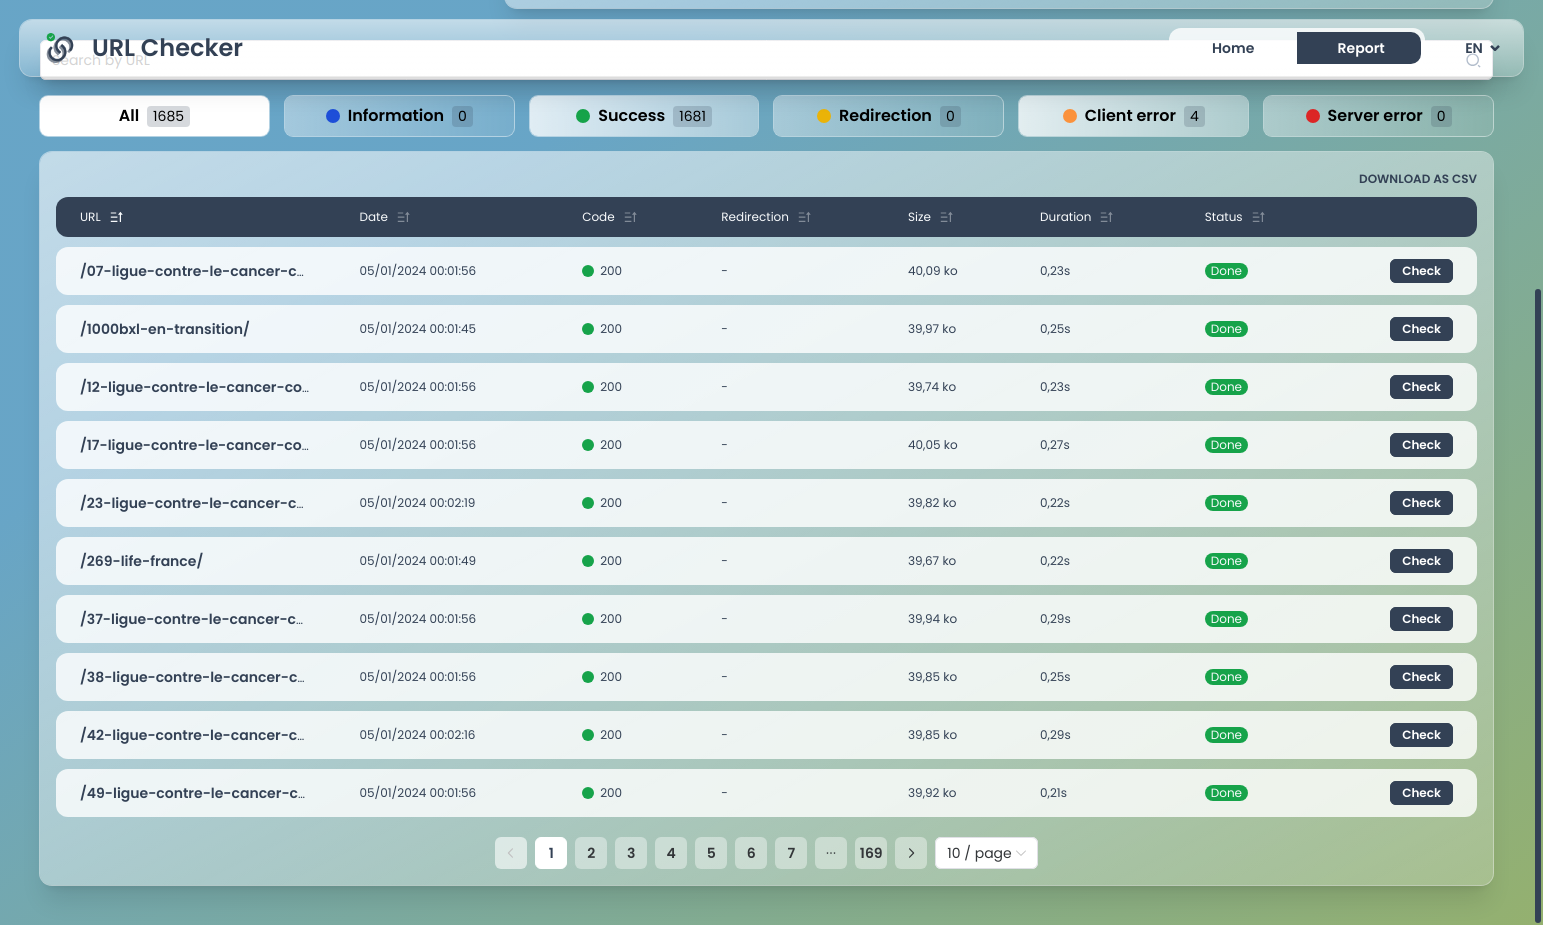 URL Checker
Home
Report
EN
Search by URL
All 1685
Information 0
Success 1681
Redirection 0
Client error 4
Server error 0
DOWNLOAD AS CSV
URL Date Code Redirection Size Duration Status
/07-ligue-contre-le-cancer-c... 05/01/2024 00:01:56 200 - 40,09 ko 0,23s Done Check
/1000bxl-en-transition/ 05/01/2024 00:01:45 200 - 39,97 ko 0,25s Done Check
/12-ligue-contre-le-cancer-co... 05/01/2024 00:01:56 200 - 39,74 ko 0,23s Done Check
/17-ligue-contre-le-cancer-co... 05/01/2024 00:01:56 200 - 40,05 ko 0,27s Done Check
/23-ligue-contre-le-cancer-c... 05/01/2024 00:02:19 200 - 39,82 ko 0,22s Done Check
/269-life-france/ 05/01/2024 00:01:49 200 - 39,67 ko 0,22s Done Check
/37-ligue-contre-le-cancer-c... 05/01/2024 00:01:56 200 - 39,94 ko 0,29s Done Check
/38-ligue-contre-le-cancer-c... 05/01/2024 00:01:56 200 - 39,85 ko 0,25s Done Check
/42-ligue-contre-le-cancer-c... 05/01/2024 00:02:16 200 - 39,85 ko 0,29s Done Check
/49-ligue-contre-le-cancer-c... 05/01/2024 00:01:56 200 - 39,92 ko 0,21s Done Check
< 1 2 3 4 5 6 7 ... 169 > 10 / page